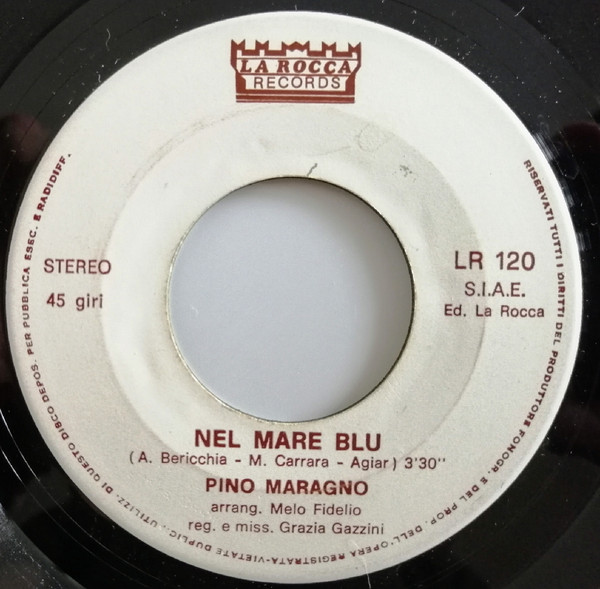 LA ROCCA
RECORDS
STEREO
45 giri
LR 120
S.I.A.E.
Ed. La Rocca
NEL MARE BLU
(A. Bericchia - M. Carrara - Agiar) 3'30''
PINO MARAGNO
arrang. Melo Fidelio
reg. e miss. Grazia Gazzini
RISERVATI TUTTI I DIRITTI DEL PRODUTTORE FONOGR. E DEL PROP. DELL'OPERA REGISTRATA-VIETATE DUPLIC. UTILIZZ. DI QUESTO DISCO DEPOS. PER PUBBLICA ESEC. E RADIDIFF.